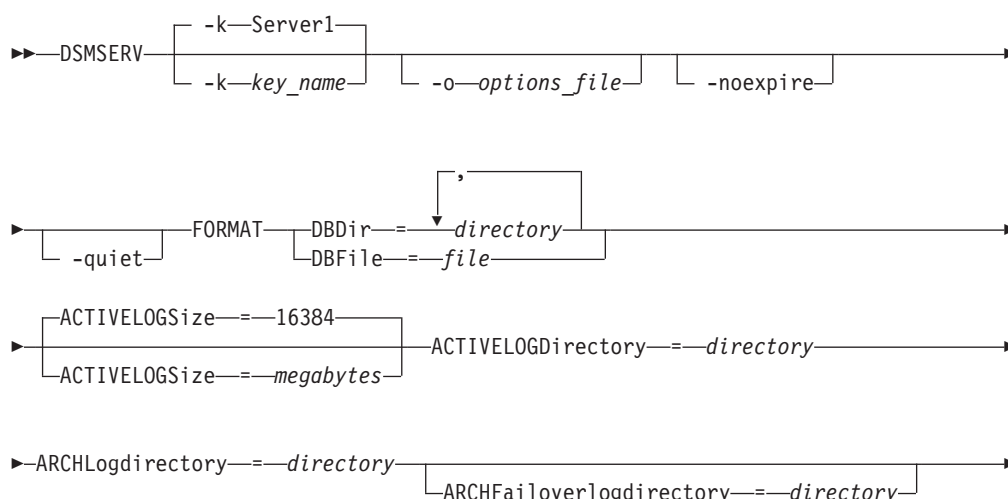 -k Server1
DSMSERV
-k key_name
-o options_file
-noexpire
,
FORMAT DBDir = directory
-quiet
DBFile = file
ACTIVELOGSize = 16384
ACTIVELOGDirectory = directory
ACTIVELOGSize = megabytes
ARCHLogdirectory = directory
ARCHFailoverlogdirectory = directory